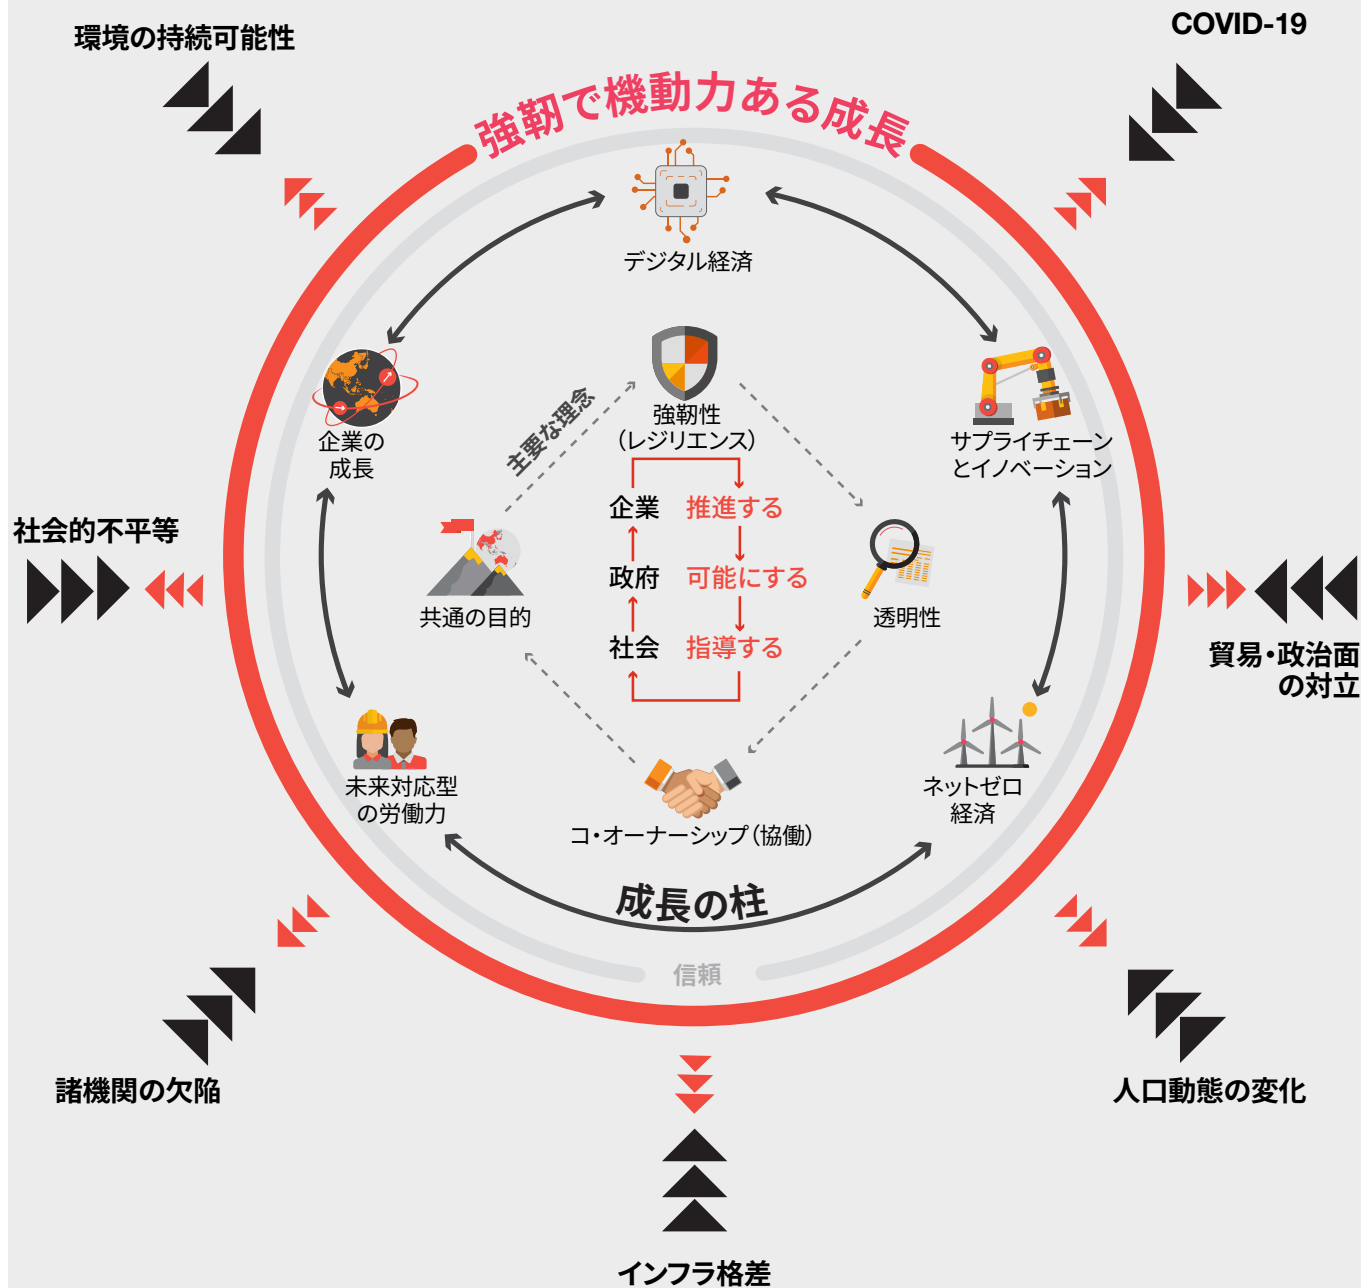 環境の持続可能性
COVID-19
強靭で機動力ある成長
デジタル経済
企業の
成長
主要な理念
強靭性
（レジリエンス）
サプライチェーン
とイノベーション
企業 推進する
政府 可能にする
社会 指導する
社会的不平等
共通の目的
透明性
貿易・政治面
の対立
未来対応型
の労働力
コ・オーナーシップ（協働）
ネットゼロ
経済
成長の柱
信頼
諸機関の欠陥
人口動態の変化
インフラ格差